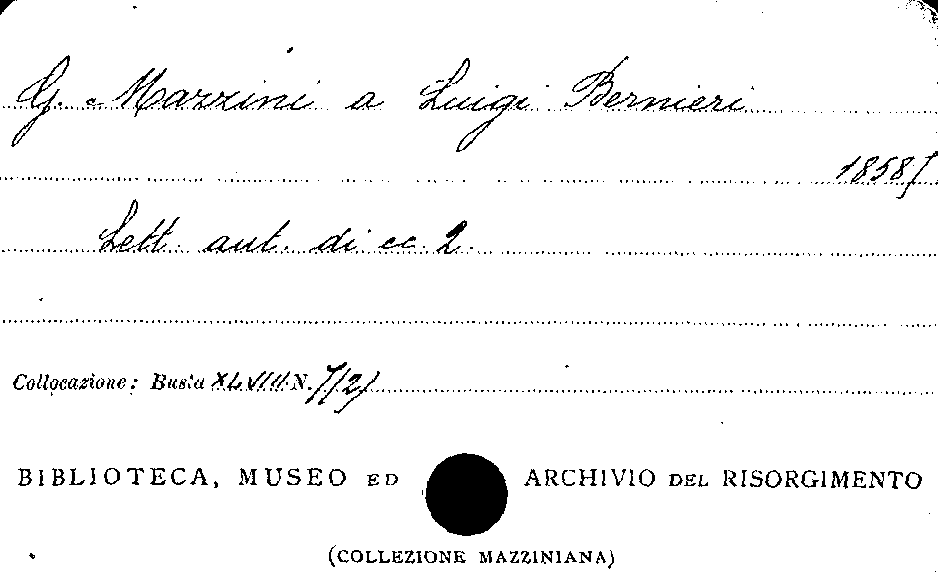 G. Mazzini a Luigi Bernieri
1858]
Lett. aut. di cc. 2.
Collocazione: Busta XLVIII N. 7(2)
BIBLIOTECA, MUSEO ED ARCHIVIO DEL RISORGIMENTO
(COLLEZIONE MAZZINIANA)